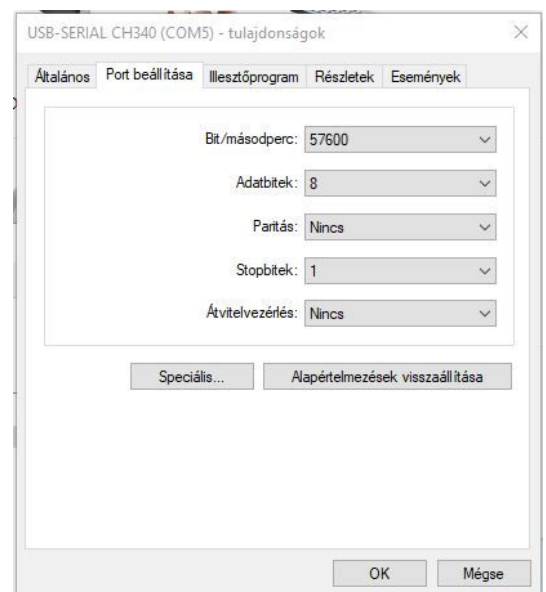 USB-SERIAL CH340 (COM5) - tulajdonságok
Általános Port beállítása Illesztőprogram Részletek Események
Bit/másodperc: 57600
Adatbitek: 8
Paritás: Nincs
Stopbitek: 1
Átvitelvezérlés: Nincs
Speciális... Alapértelmezések visszaállítása
OK Mégse